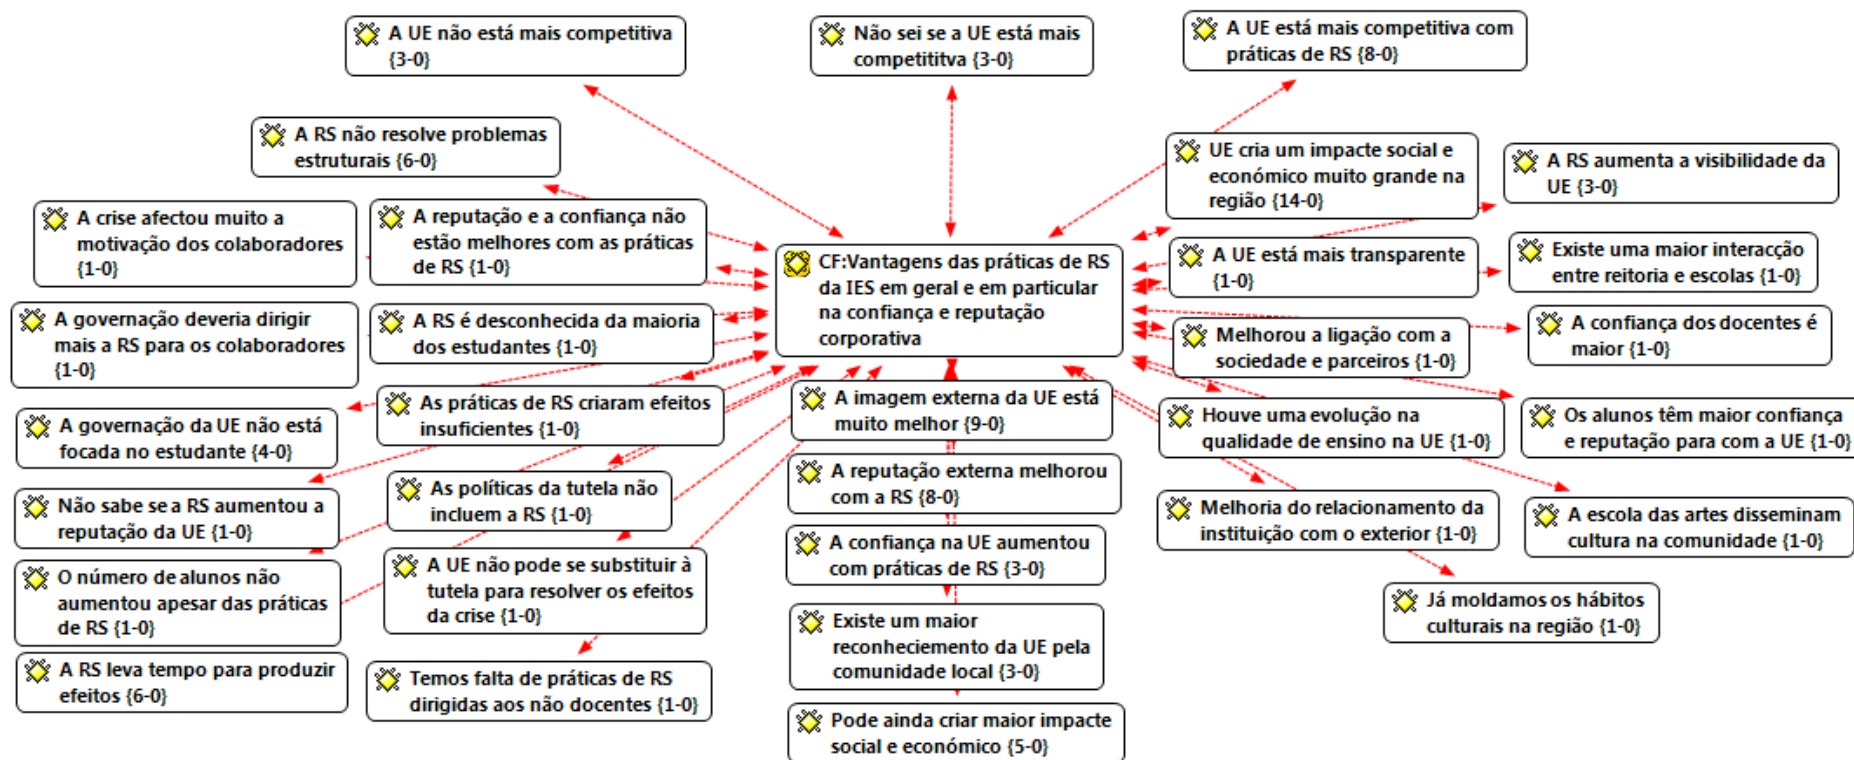 A UE não está mais competitiva
{3-0}
Não sei se a UE está mais
competititva {3-0}
A UE está mais competitiva com
práticas de RS {8-0}
A RS não resolve problemas
estruturais {6-0}
UE cria um impacte social e
económico muito grande na
região {14-0}
A RS aumenta a visibilidade da
UE {3-0}
A crise afectou muito a
motivação dos colaboradores
{1-0}
A reputação e a confiança não
estão melhores com as práticas
de RS {1-0}
CF:Vantagens das práticas de RS
da IES em geral e em particular
na confiança e reputação
corporativa
A UE está mais transparente
{1-0}
Existe uma maior interacção
entre reitoria e escolas {1-0}
A governação deveria dirigir
mais a RS para os colaboradores
{1-0}
A RS é desconhecida da maioria
dos estudantes {1-0}
Melhorou a ligação com a
sociedade e parceiros {1-0}
A confiança dos docentes é
maior {1-0}
A governação da UE não está
focada no estudante {4-0}
As práticas de RS criaram efeitos
insuficientes {1-0}
A imagem externa da UE está
muito melhor {9-0}
Houve uma evolução na
qualidade de ensino na UE {1-0}
Os alunos têm maior confiança
e reputação para com a UE {1-0}
Não sabe se a RS aumentou a
reputação da UE {1-0}
As políticas da tutela não
incluem a RS {1-0}
A reputação externa melhorou
com a RS {8-0}
Melhoria do relacionamento da
instituição com o exterior {1-0}
A escola das artes disseminam
cultura na comunidade {1-0}
O número de alunos não
aumentou apesar das práticas
de RS {1-0}
A UE não pode se substituir à
tutela para resolver os efeitos
da crise {1-0}
A confiança na UE aumentou
com práticas de RS {3-0}
Existe um maior
reconheciemento da UE pela
comunidade local {3-0}
Já moldamos os hábitos
culturais na região {1-0}
A RS leva tempo para produzir
efeitos {6-0}
Temos falta de práticas de RS
dirigidas aos não docentes {1-0}
Pode ainda criar maior impacte
social e económico {5-0}